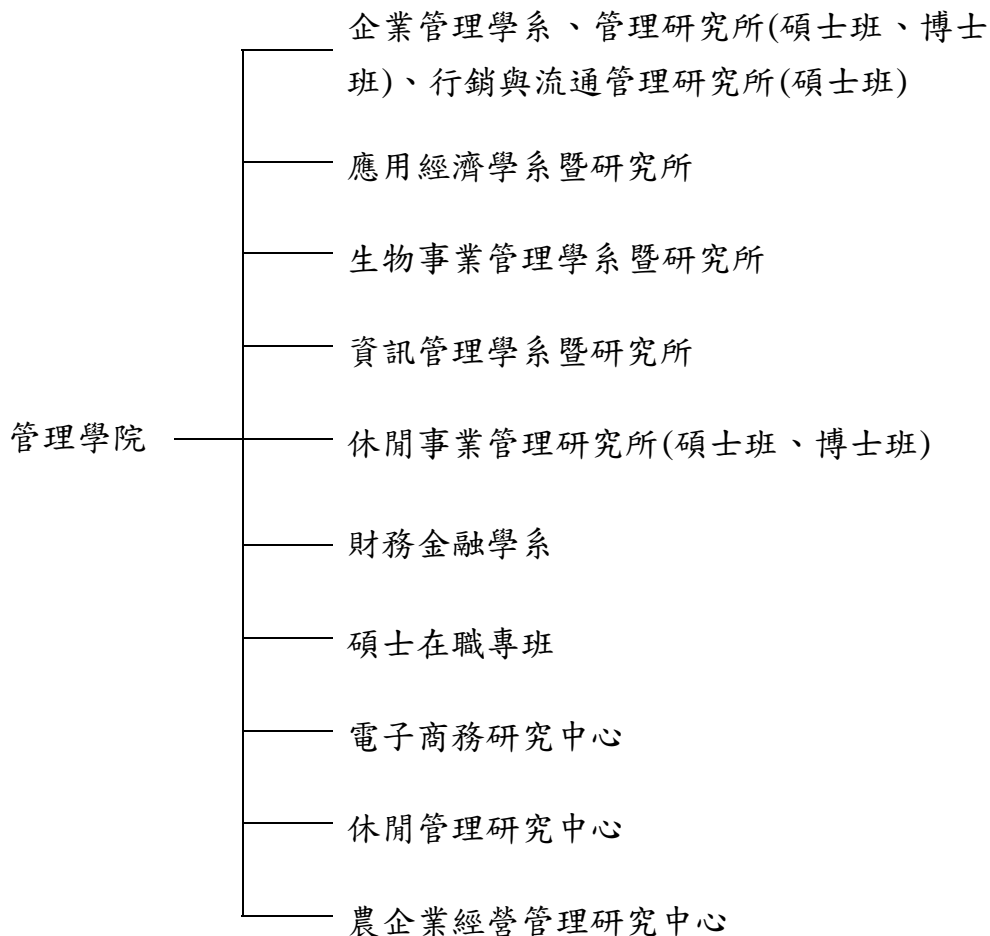 企業管理學系、管理研究所(碩士班、博士
班)、行銷與流通管理研究所(碩士班)
應用經濟學系暨研究所
生物事業管理學系暨研究所
資訊管理學系暨研究所
管理學院
休閒事業管理研究所(碩士班、博士班)
財務金融學系
碩士在職專班
電子商務研究中心
休閒管理研究中心
農企業經營管理研究中心